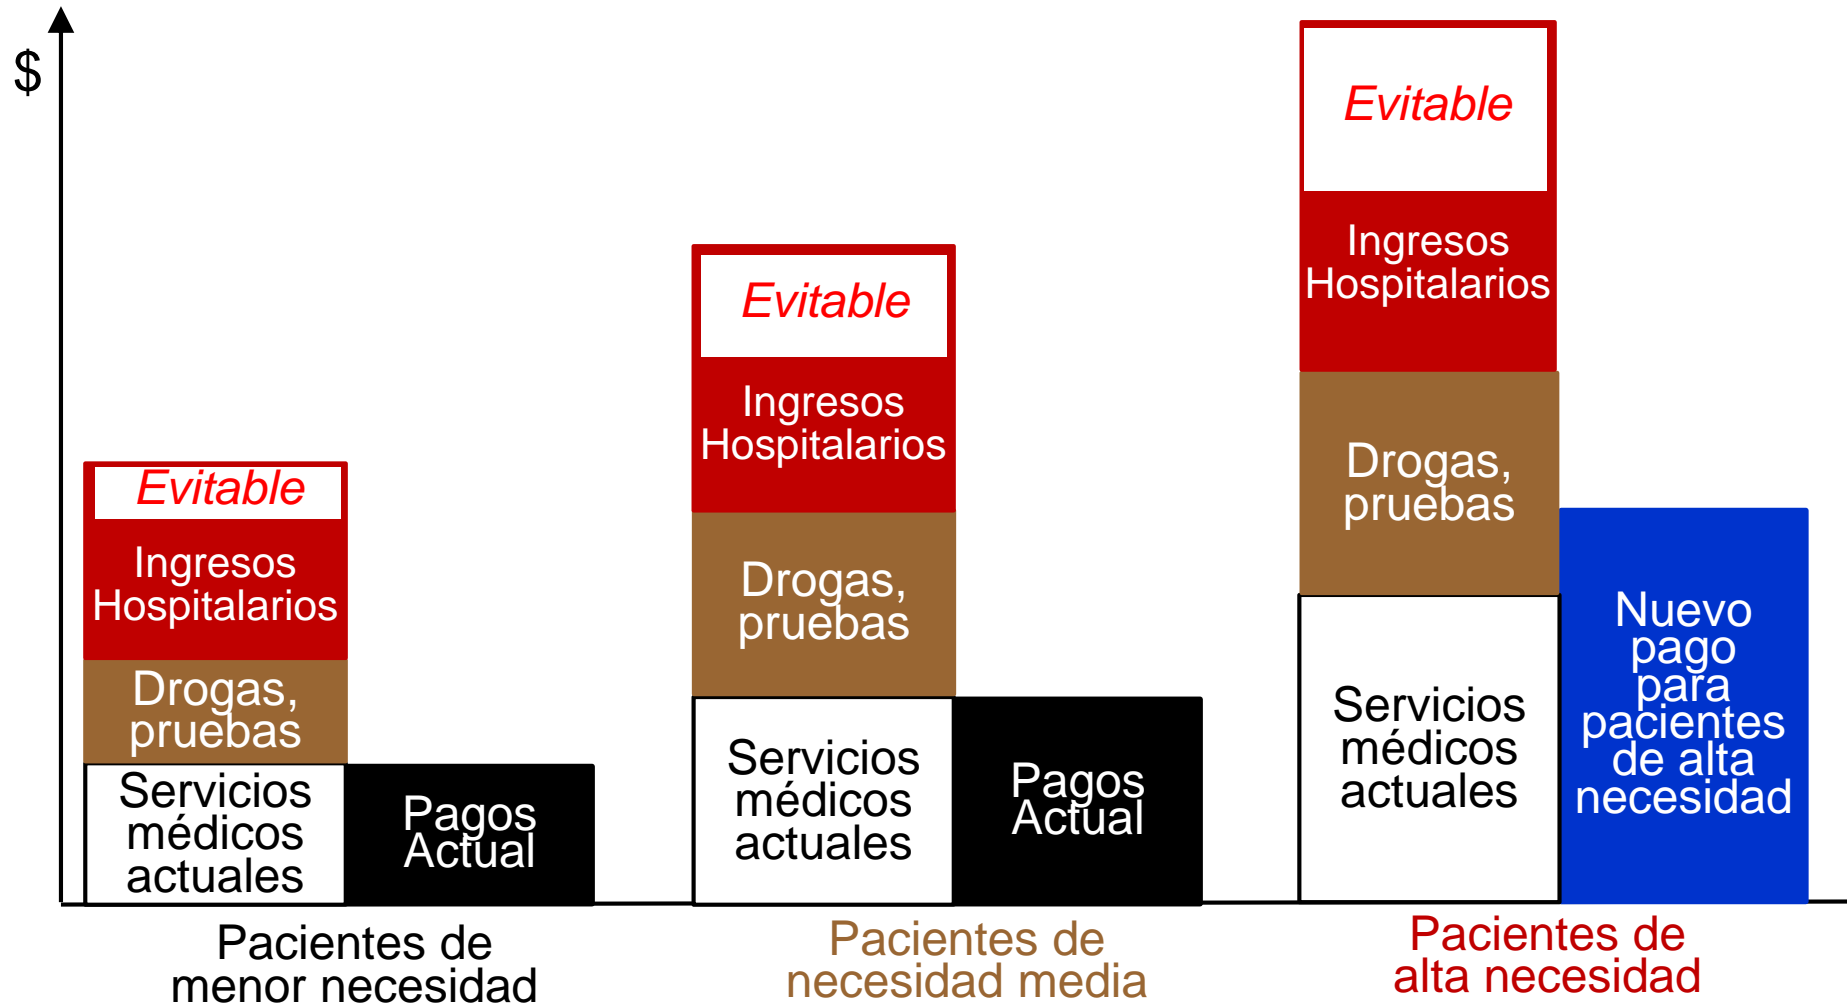 $
Evitable
Ingresos
Hospitalarios
Drogas,
pruebas
Servicios
médicos
actuales
Pagos
Actual
Pacientes de
menor necesidad
Evitable
Ingresos
Hospitalarios
Drogas,
pruebas
Servicios
médicos
actuales
Pagos
Actual
Pacientes de
necesidad media
Evitable
Ingresos
Hospitalarios
Drogas,
pruebas
Servicios
médicos
actuales
Nuevo
pago
para
pacientes
de alta
necesidad
Pacientes de
alta necesidad